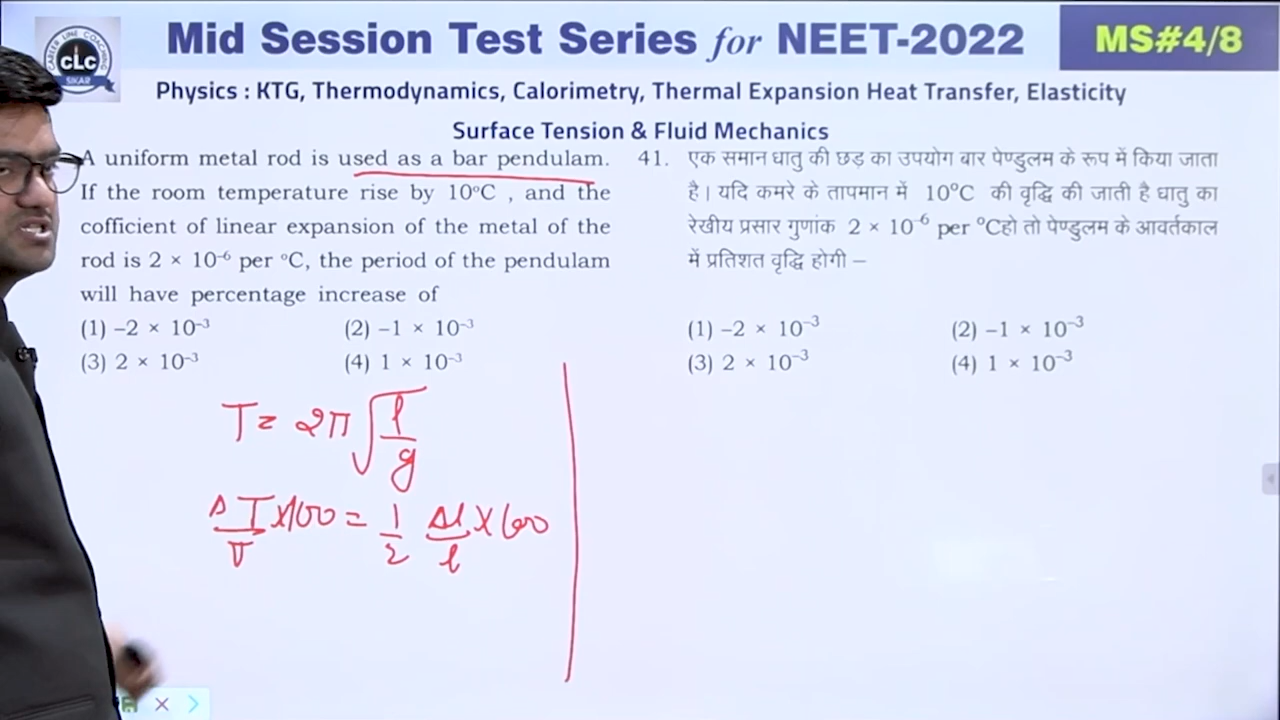 Mid Session Test Series for NEET-2022
MS#4/8
CLC
SIKAR
Physics : KTG, Thermodynamics, Calorimetry, Thermal Expansion Heat Transfer, Elasticity
Surface Tension & Fluid Mechanics
A uniform metal rod is used as a bar pendulam.
If the room temperature rise by 10°C , and the
cofficient of linear expansion of the metal of the
rod is 2 × 10⁻⁶ per °C, the period of the pendulam
will have percentage increase of
(1) –2 × 10⁻³ (2) –1 × 10⁻³
(3) 2 × 10⁻³ (4) 1 × 10⁻³
41. एक समान धातु की छड़ का उपयोग बार पेण्डुलम के रूप में किया जाता
है। यदि कमरे के तापमान में 10°C की वृद्धि की जाती है धातु का
रेखीय प्रसार गुणांक 2 × 10⁻⁶ per °Cहो तो पेण्डुलम के आवर्तकाल
में प्रतिशत वृद्धि होगी –
(1) –2 × 10⁻³ (2) –1 × 10⁻³
(3) 2 × 10⁻³ (4) 1 × 10⁻³
T = 2π √(l/g)
ΔT/T × 100 = 1/2 Δl/l × 100